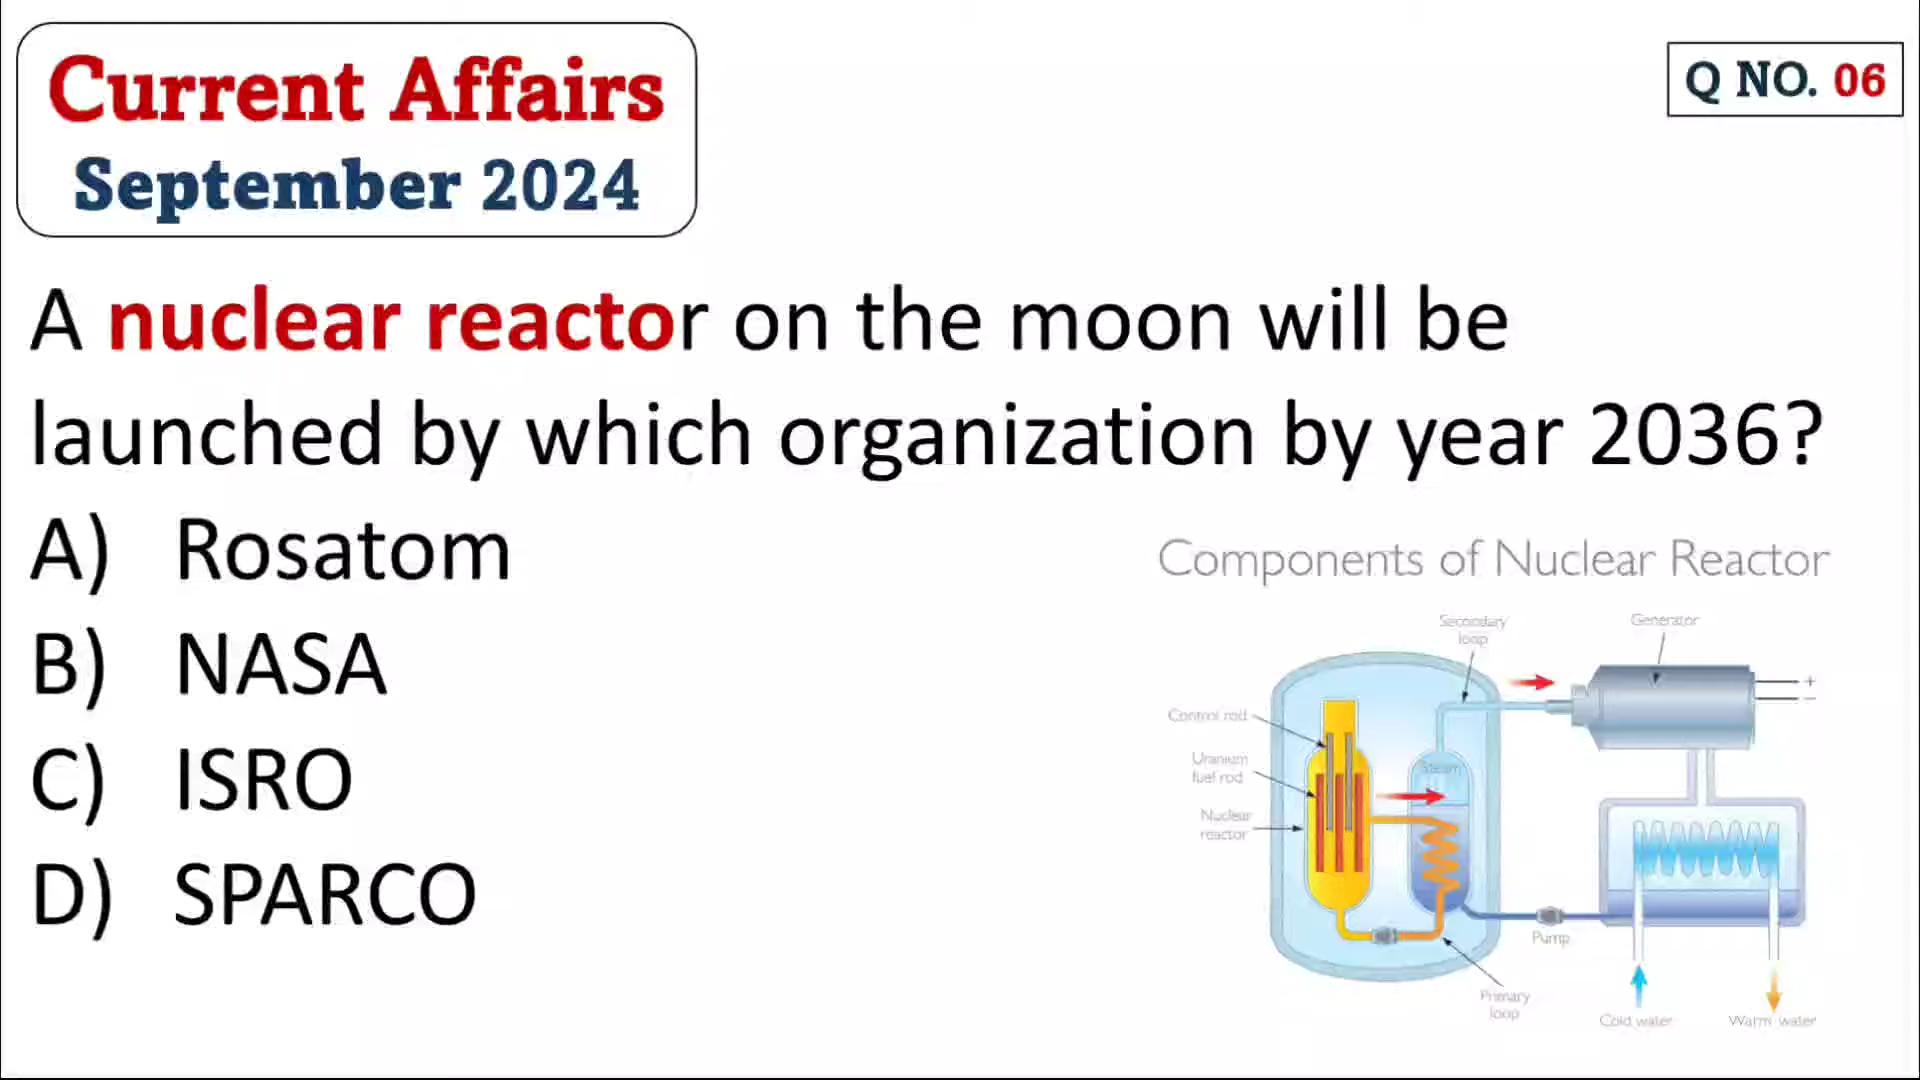 Current Affairs
September 2024
Q NO. 06
A nuclear reactor on the moon will be
launched by which organization by year 2036?
A) Rosatom
B) NASA
C) ISRO
D) SPARCO
Components of Nuclear Reactor
Secondary
loop
Generator
+
−
Control rod
Uranium
fuel rod
Steam
Nuclear
reactor
Pump
Primary
loop
Cold water
Warm water